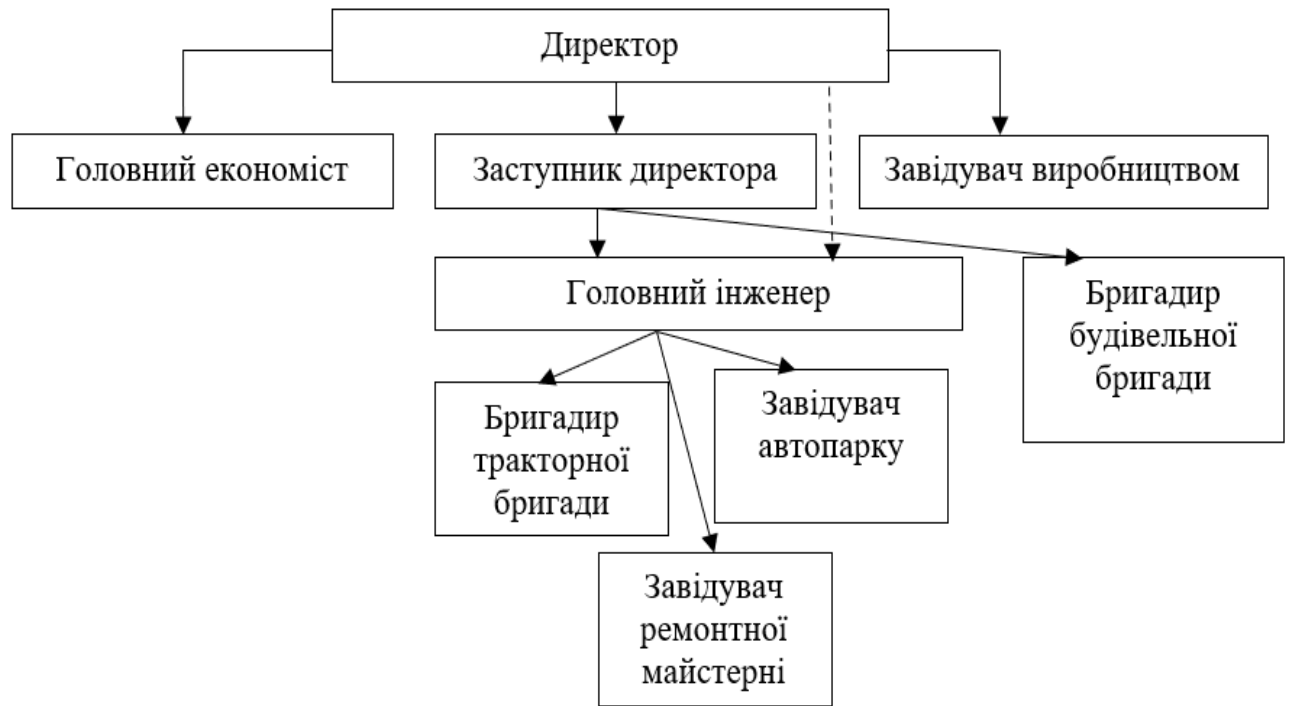 Директор
Головний економіст
Заступник директора
Завідувач виробництвом
Головний інженер
Бригадир
будівельної
бригади
Бригадир
тракторної
бригади
Завідувач
автопарку
Завідувач
ремонтної
майстерні